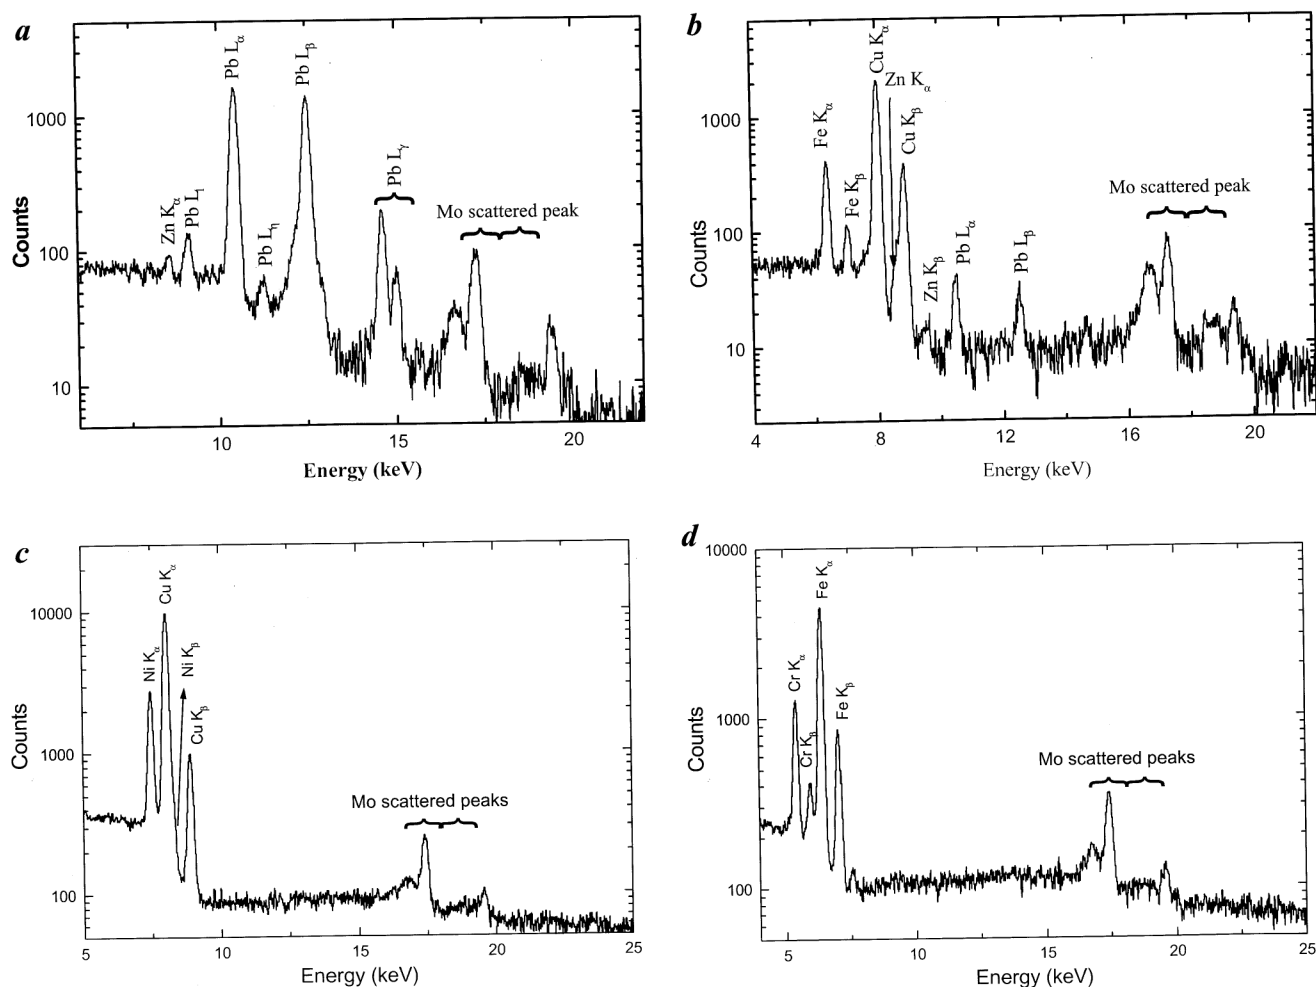 a
Pb Lα
Pb Lβ
1000
Zn Kα
Pb Ll
Pb Lη
Pb Lγ
Mo scattered peak
Counts
100
10
10
15
20
Energy (keV)
b
Cu Kα
Zn Kα
1000
Fe Kα
Fe Kβ
Cu Kβ
Zn Kβ
Pb Lα
Pb Lβ
Mo scattered peak
Counts
100
10
4
8
12
16
20
Energy (keV)
c
Cu Kα
10000
Ni Kα
Ni Kβ
Cu Kβ
Counts
1000
Mo scattered peaks
100
5
10
15
20
25
Energy (keV)
d
10000
Fe Kα
Cr Kα
Cr Kβ
Fe Kβ
1000
Counts
Mo scattered peaks
100
5
10
15
20
25
Energy (keV)